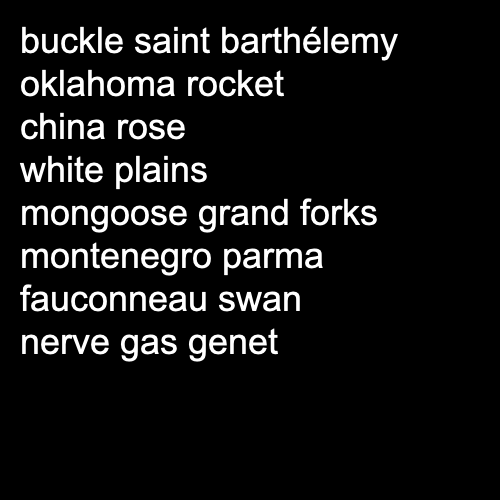 buckle saint barthélemy
oklahoma rocket
china rose
white plains
mongoose grand forks
montenegro parma
fauconneau swan
nerve gas genet